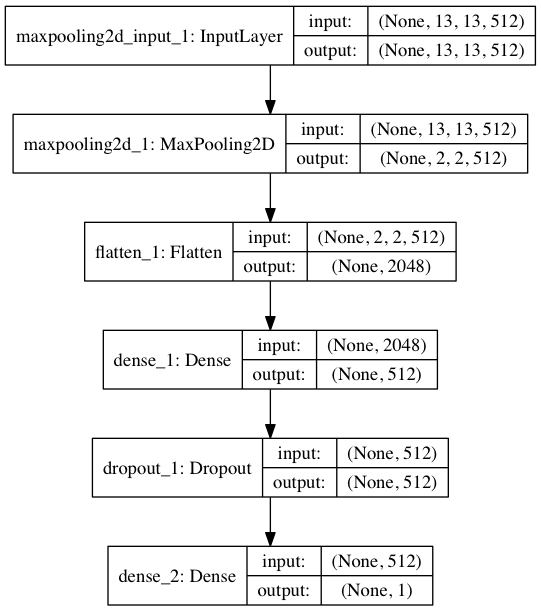 maxpooling2d_input_1: InputLayer
input:
(None, 13, 13, 512)
output:
(None, 13, 13, 512)
maxpooling2d_1: MaxPooling2D
input:
(None, 13, 13, 512)
output:
(None, 2, 2, 512)
flatten_1: Flatten
input:
(None, 2, 2, 512)
output:
(None, 2048)
dense_1: Dense
input:
(None, 2048)
output:
(None, 512)
dropout_1: Dropout
input:
(None, 512)
output:
(None, 512)
dense_2: Dense
input:
(None, 512)
output:
(None, 1)